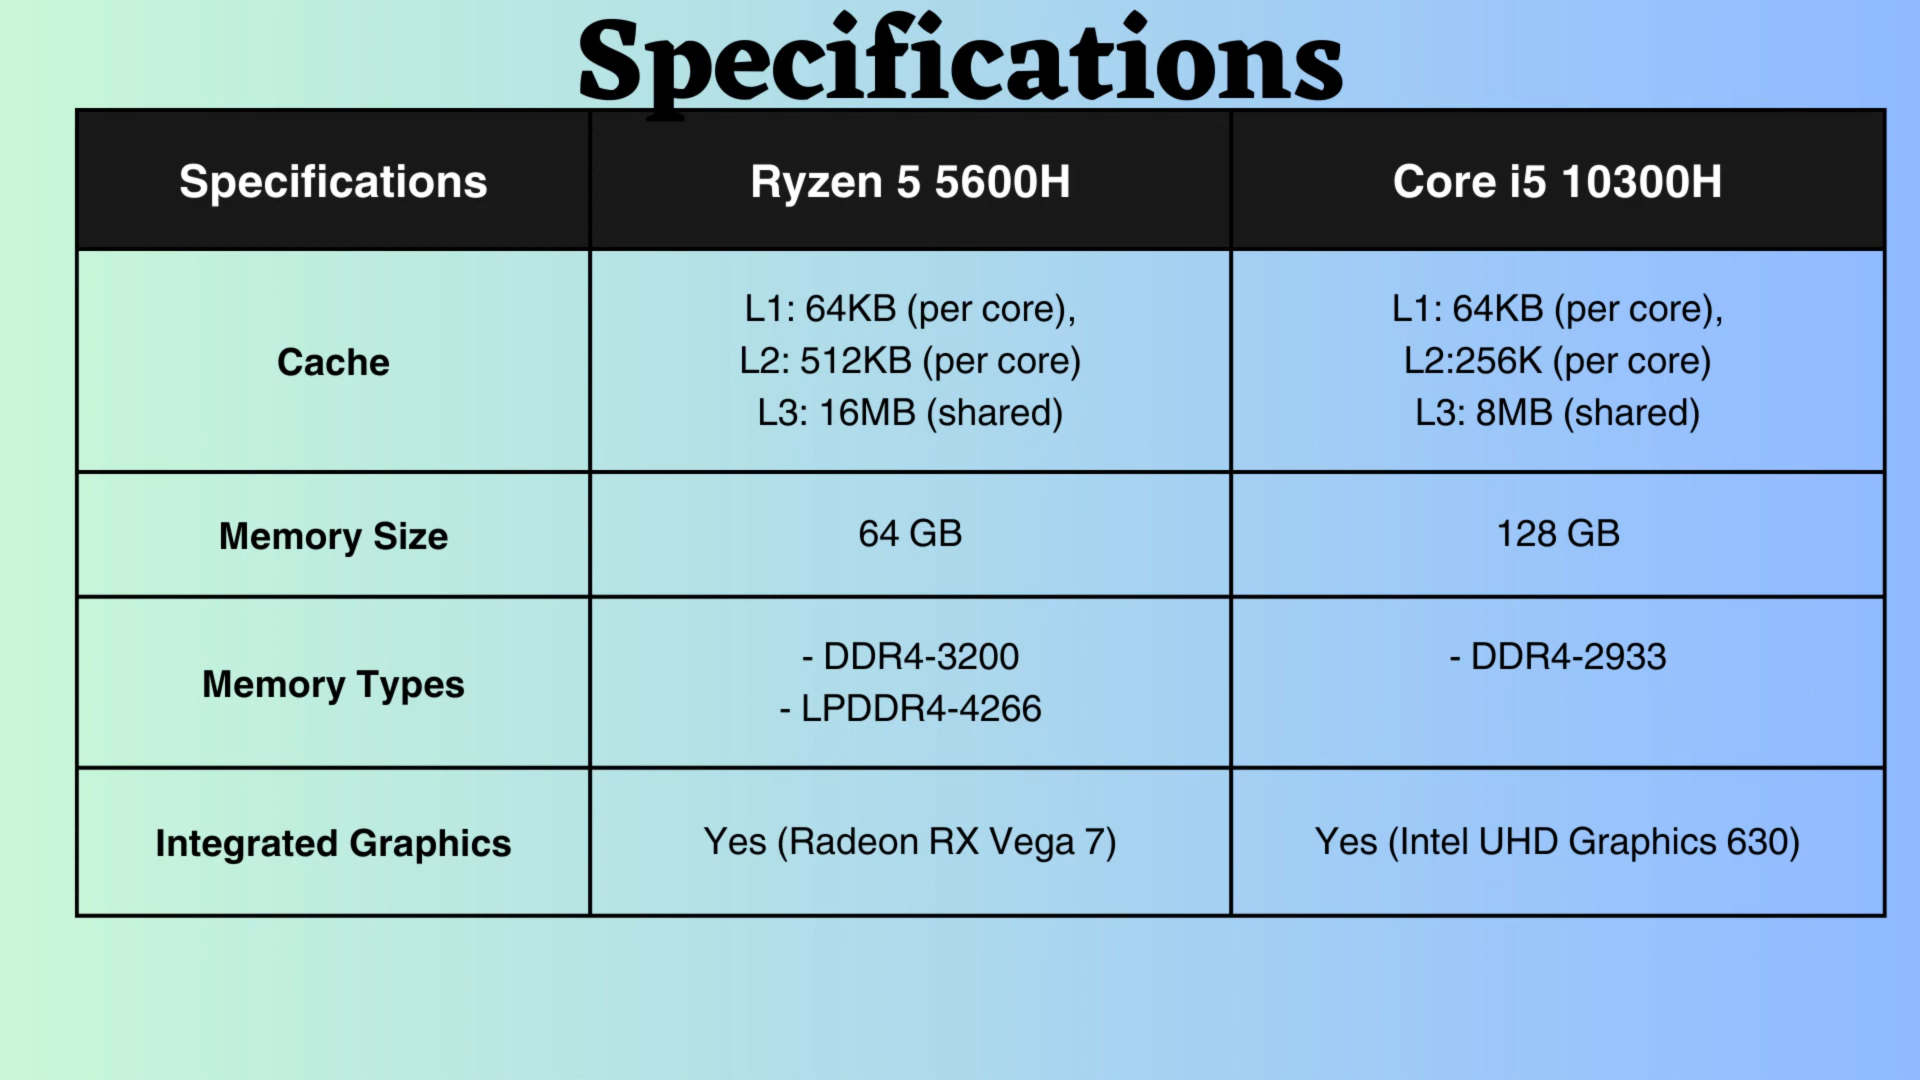 Specifications
Specifications Ryzen 5 5600H Core i5 10300H
Cache
L1: 64KB (per core),
L2: 512KB (per core)
L3: 16MB (shared)
L1: 64KB (per core),
L2:256K (per core)
L3: 8MB (shared)
Memory Size 64 GB 128 GB
Memory Types
- DDR4-3200
- LPDDR4-4266
- DDR4-2933
Integrated Graphics Yes (Radeon RX Vega 7) Yes (Intel UHD Graphics 630)